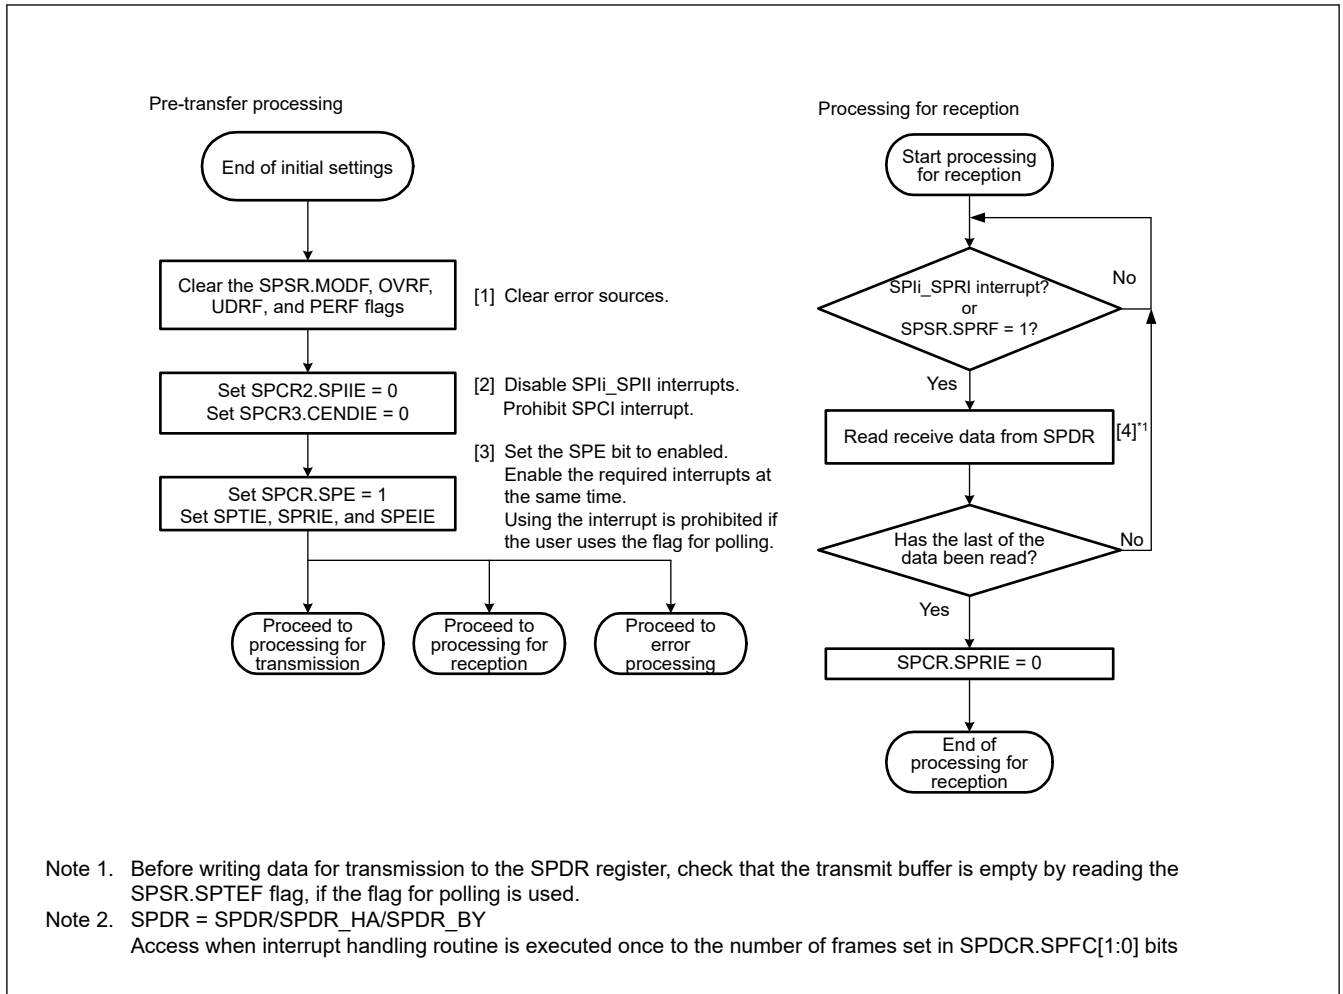 Pre-transfer processing
End of initial settings
Clear the SPSR.MODF, OVRF,
UDRF, and PERF flags
[1] Clear error sources.
Set SPCR2.SPIIE = 0
Set SPCR3.CENDIE = 0
[2] Disable SPIi_SPII interrupts.
Prohibit SPCI interrupt.
Set SPCR.SPE = 1
Set SPTIE, SPRIE, and SPEIE
[3] Set the SPE bit to enabled.
Enable the required interrupts at
the same time.
Using the interrupt is prohibited if
the user uses the flag for polling.
Proceed to
processing for
transmission
Proceed to
processing for
reception
Proceed to
error
processing
Processing for reception
Start processing
for reception
SPIi_SPRI interrupt?
or
SPSR.SPRF = 1?
No
Yes
Read receive data from SPDR
[4]*1
Has the last of the
data been read?
No
Yes
SPCR.SPRIE = 0
End of
processing for
reception
Note 1. Before writing data for transmission to the SPDR register, check that the transmit buffer is empty by reading the
SPSR.SPTEF flag, if the flag for polling is used.
Note 2. SPDR = SPDR/SPDR_HA/SPDR_BY
Access when interrupt handling routine is executed once to the number of frames set in SPDCR.SPFC[1:0] bits